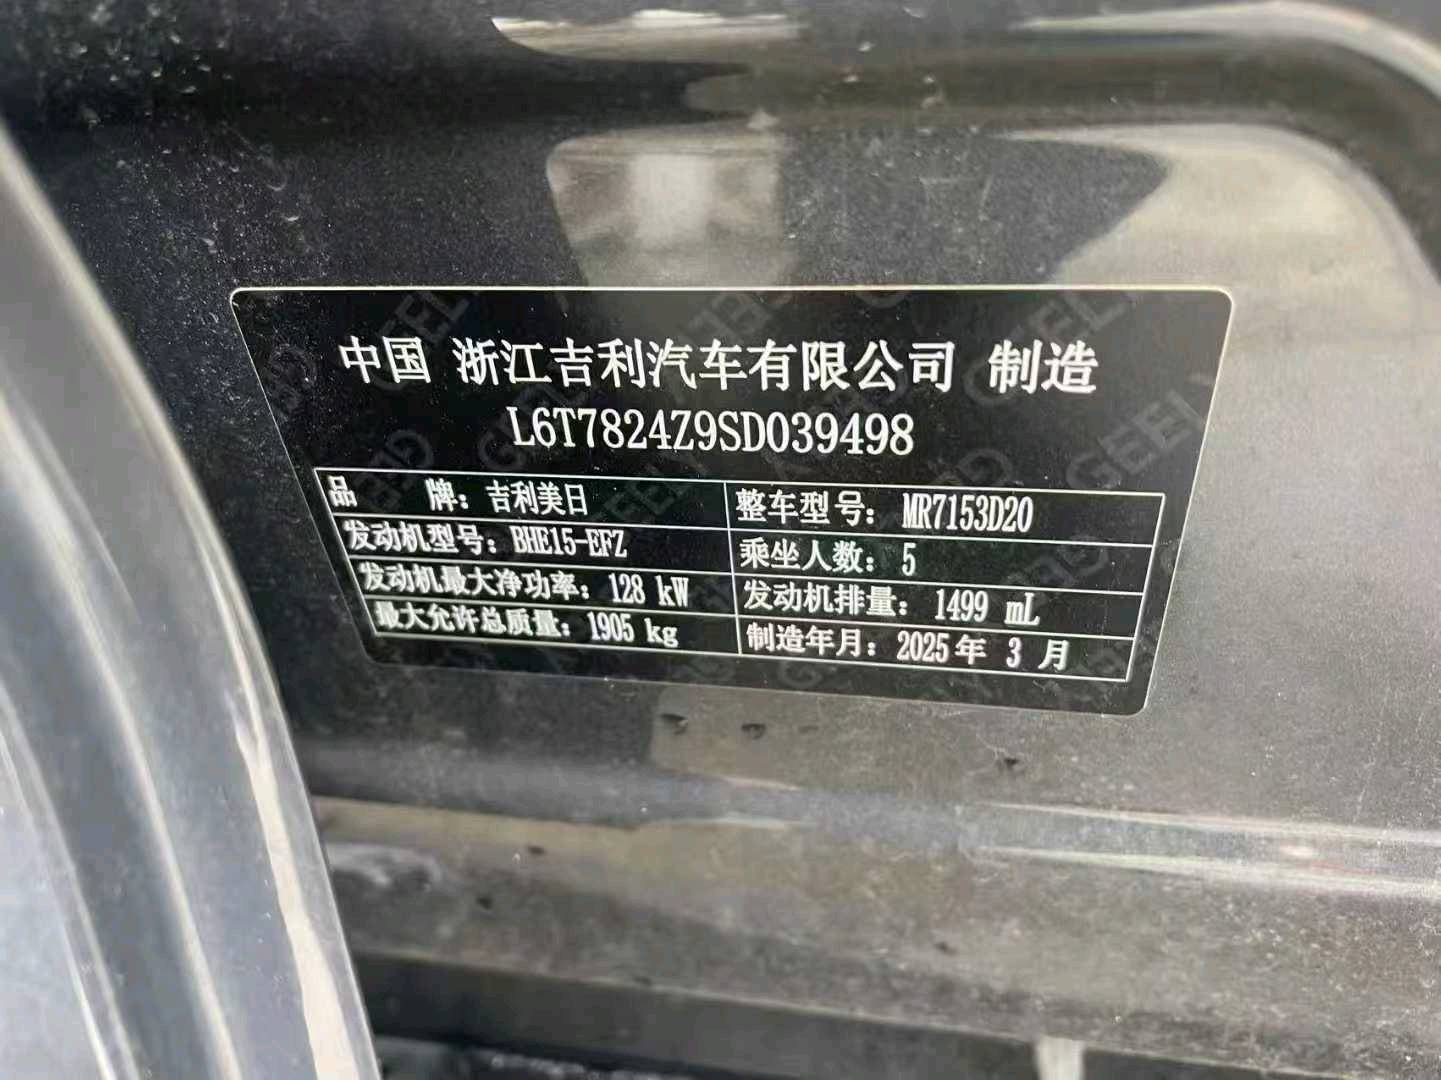 中国 浙江吉利汽车有限公司 制造
L6T7824Z9SD039498
品 牌：吉利美日 整车型号：MR7153D20
发动机型号：BHE15-EFZ 乘坐人数：5
发动机最大净功率：128 kW 发动机排量：1499 mL
最大允许总质量：1905 kg 制造年月：2025年 3 月